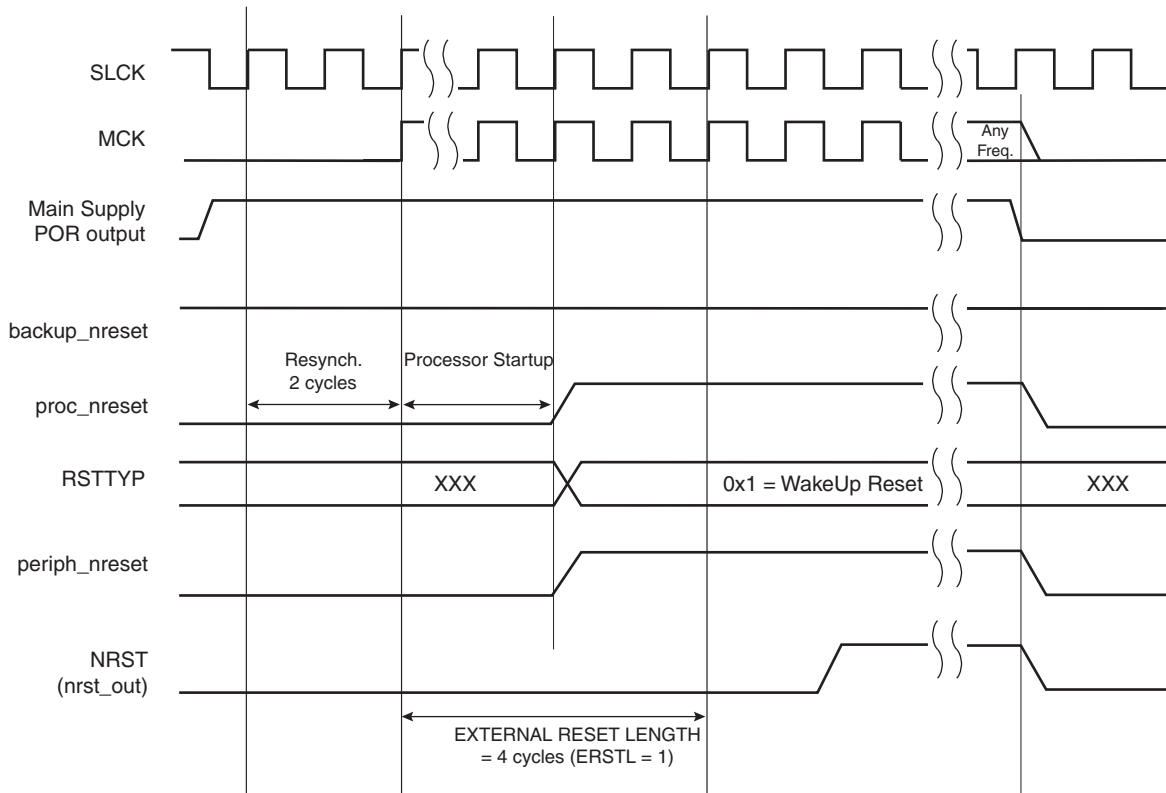 SLCK
MCK
Any
Freq.
Main Supply
POR output
backup_nreset
Resynch.
2 cycles
Processor Startup
proc_nreset
RSTTYP
XXX
0x1 = WakeUp Reset
XXX
periph_nreset
NRST
(nrst_out)
EXTERNAL RESET LENGTH
= 4 cycles (ERSTL = 1)